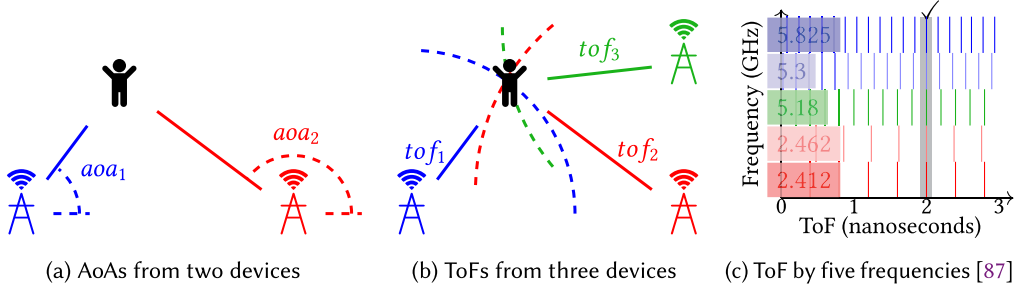 aoa1
aoa2
(a) AoAs from two devices
tof3
tof1
tof2
(b) ToFs from three devices
✓
Frequency (GHz)
5.825
5.3
5.18
2.462
2.412
0 1 2 3
ToF (nanoseconds)
(c) ToF by five frequencies [87]